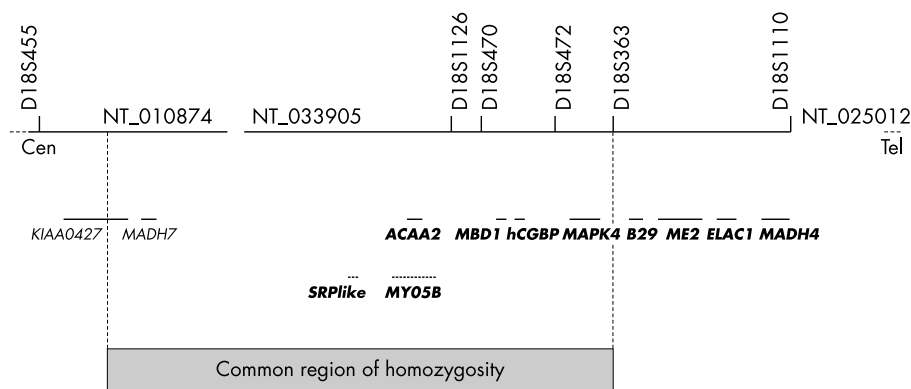 D18S455 D18S1126 D18S470 D18S472 D18S363 D18S1110
NT_010874 NT_033905 NT_025012
Cen Tel
KIAA0427 MADH7 ACAA2 MBD1 hCGBP MAPK4 B29 ME2 ELAC1 MADH4
SRPlike MY05B
Common region of homozygosity